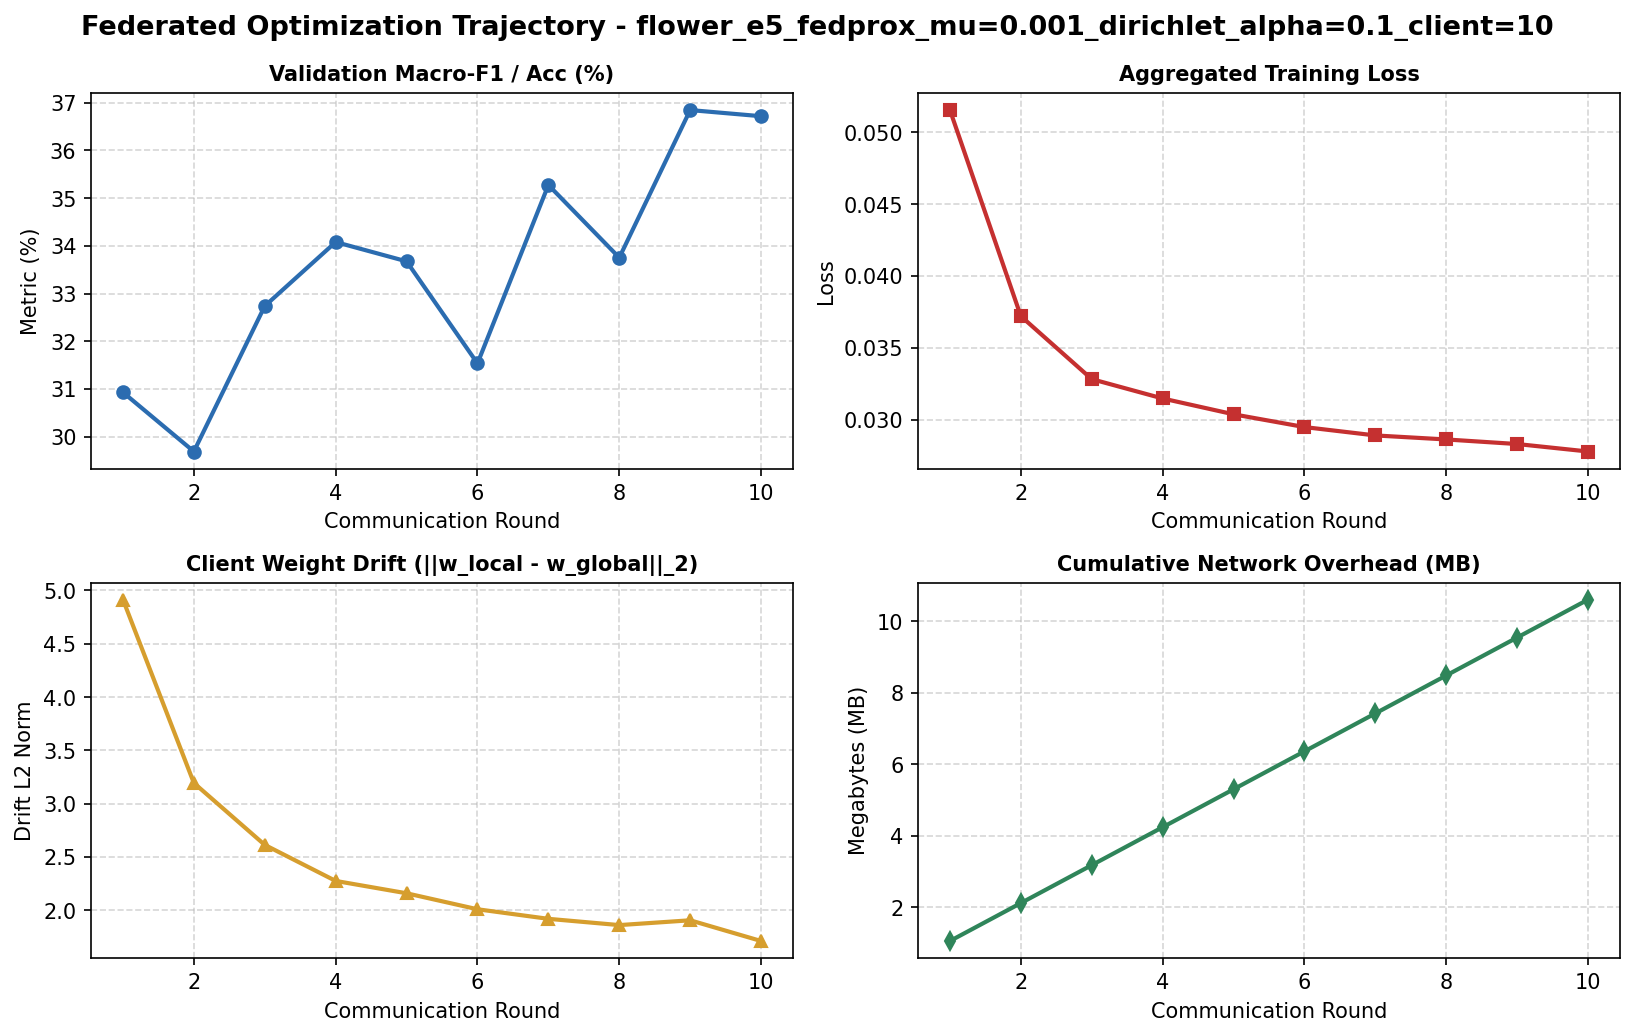 Federated Optimization Trajectory - flower_e5_fedprox_mu=0.001_dirichlet_alpha=0.1_client=10
Validation Macro-F1 / Acc (%)
Metric (%)
37
36
35
34
33
32
31
30
2 4 6 8 10
Communication Round
Aggregated Training Loss
Loss
0.050
0.045
0.040
0.035
0.030
2 4 6 8 10
Communication Round
Client Weight Drift (||w_local - w_global||_2)
Drift L2 Norm
5.0
4.5
4.0
3.5
3.0
2.5
2.0
2 4 6 8 10
Communication Round
Cumulative Network Overhead (MB)
Megabytes (MB)
10
8
6
4
2
2 4 6 8 10
Communication Round